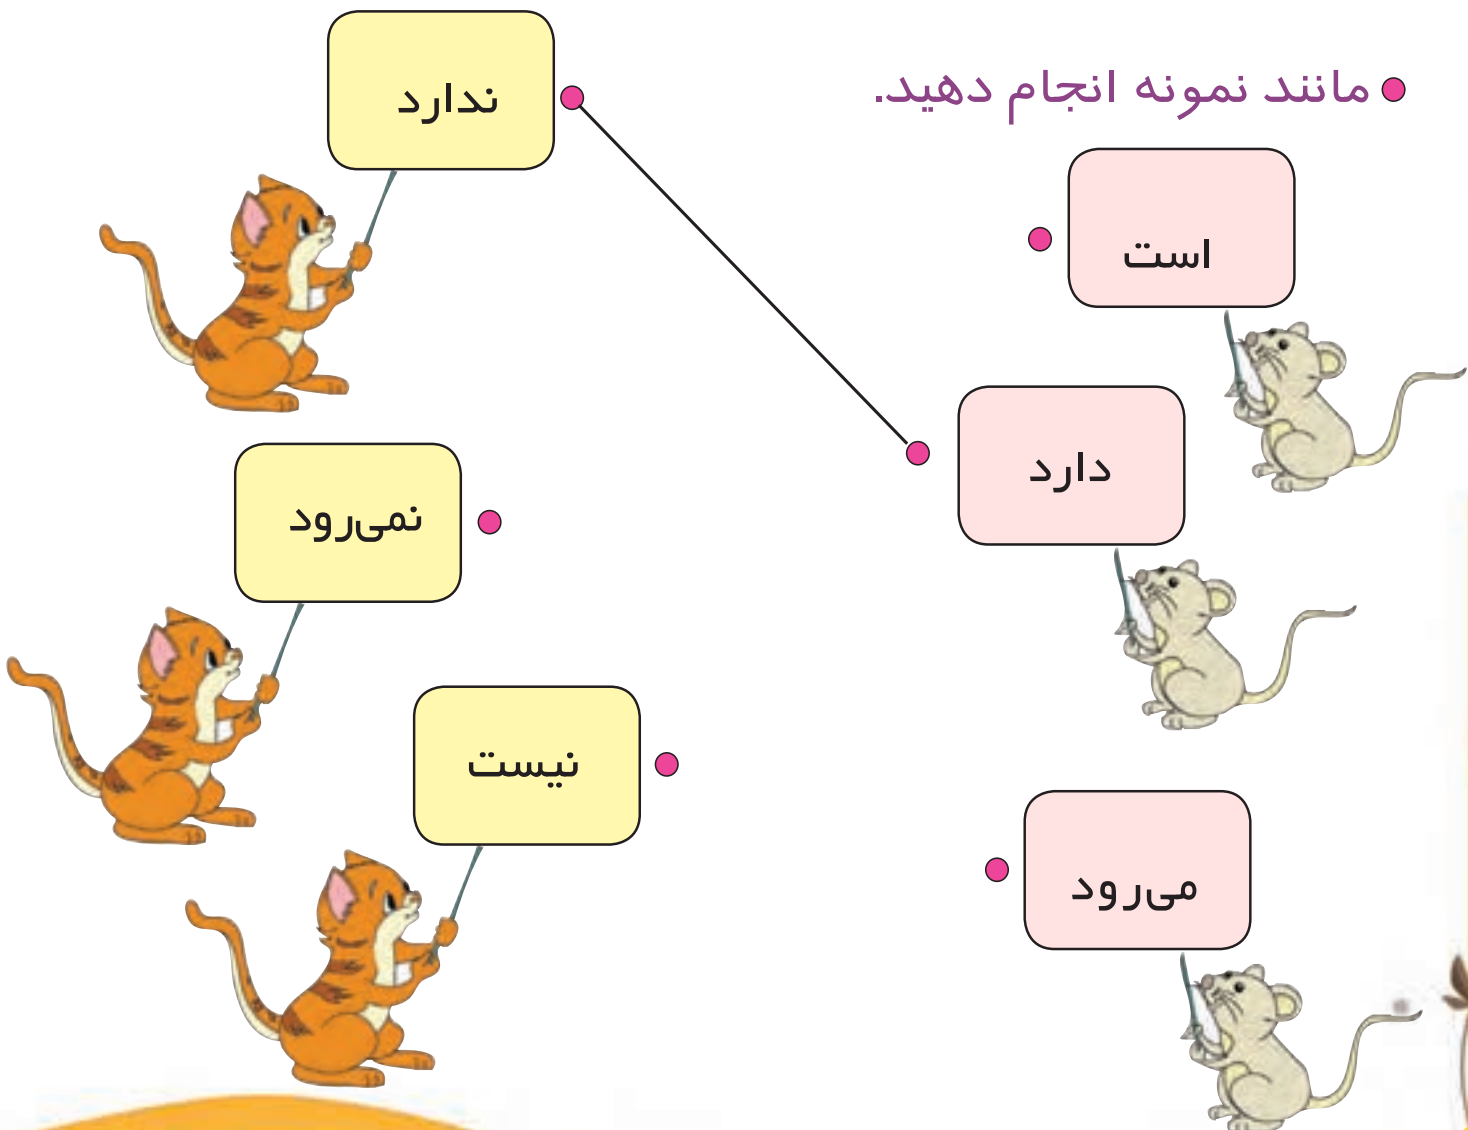 مانند نمونه انجام دهید.
است
دارد
می‌رود
ندارد
نمی‌رود
نیست